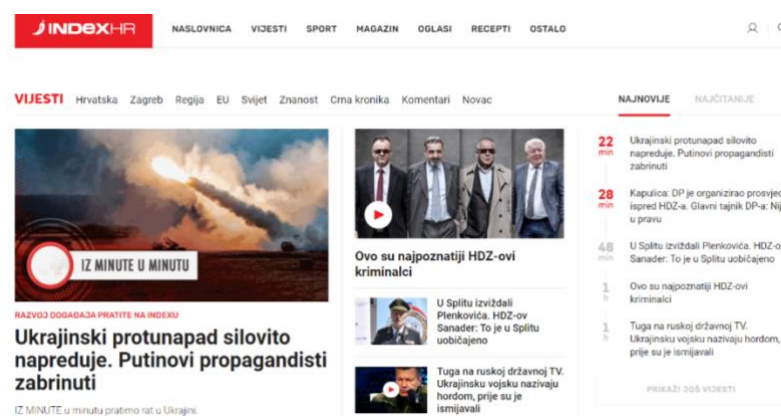 INDEXHR
NASLOVNICA VIJESTI SPORT MAGAZIN OGLASI RECEPTI OSTALO
VIJESTI Hrvatska Zagreb Regija EU Svijet Znanost Crna kronika Komentari Novac
IZ MINUTE U MINUTU
RAZVOJ DOGAĐAJA PRATITE NA INDEXU
Ukrajinski protunapad silovito
napreduje. Putinovi propagandisti
zabrinuti
IZ MINUTE u minutu pratimo rat u Ukrajini.
Ovo su najpoznatiji HDZ-ovi
kriminalci
U Splitu izviždali
Plenkovića. HDZ-ov
Sanader: To je u Splitu
uobičajeno
Tuga na ruskoj državnoj TV.
Ukrajinsku vojsku nazivaju
hordom, prije su je
ismijavali
NAJNOVIJE NAJČITANIJE
22
min
Ukrajinski protunapad silovito
napreduje. Putinovi propagandisti
zabrinuti
28
min
Kapulica: DP je organizirao prosvjed
ispred HDZ-a. Glavni tajnik DP-a:
u pravu
48
min
U Splitu izviždali Plenkovića.
Sanader: To je u Splitu uobičajeno
1
h
Ovo su najpoznatiji HDZ-ovi
kriminalci
1
h
Tuga na ruskoj državnoj TV.
Ukrajinsku vojsku nazivaju hordom,
prije su je ismijavali
PRIKAŽI JOŠ VIJESTI